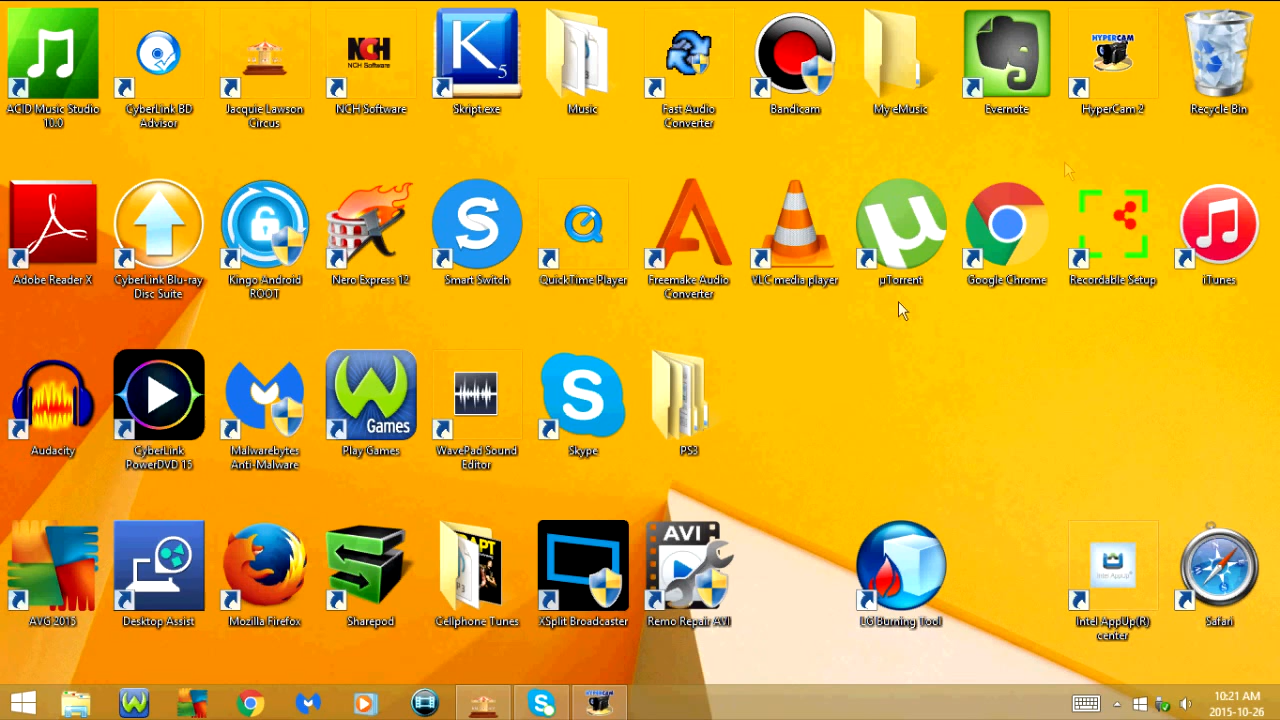 ACID Music Studio
10.0
CyberLink BD
Advisor
Jacquie Lawson
Circus
NCH
NCH Software
NCH Software
K5
Skript.exe
Music
Fast Audio
Converter
Bandicam
My eMusic
Evernote
HYPERCAM
HyperCam 2
Recycle Bin
Adobe Reader X
CyberLink Blu-ray
Disc Suite
Kingo Android
ROOT
Nero Express 12
S
Smart Switch
QuickTime Player
Freemake Audio
Converter
VLC media player
µ
µTorrent
Google Chrome
Recordable Setup
iTunes
Audacity
CyberLink
PowerDVD 15
Malwarebytes
Anti-Malware
Games
Play Games
WavePad Sound
Editor
S
Skype
PS3
AVG 2015
Desktop Assist
Mozilla Firefox
Sharepod
Cellphone Tunes
XSplit Broadcaster
AVI
Remo Repair AVI
LG Burning Tool
Intel AppUp
Intel AppUp(R)
center
Safari
HYPERCAM
10:21 AM
2015-10-26